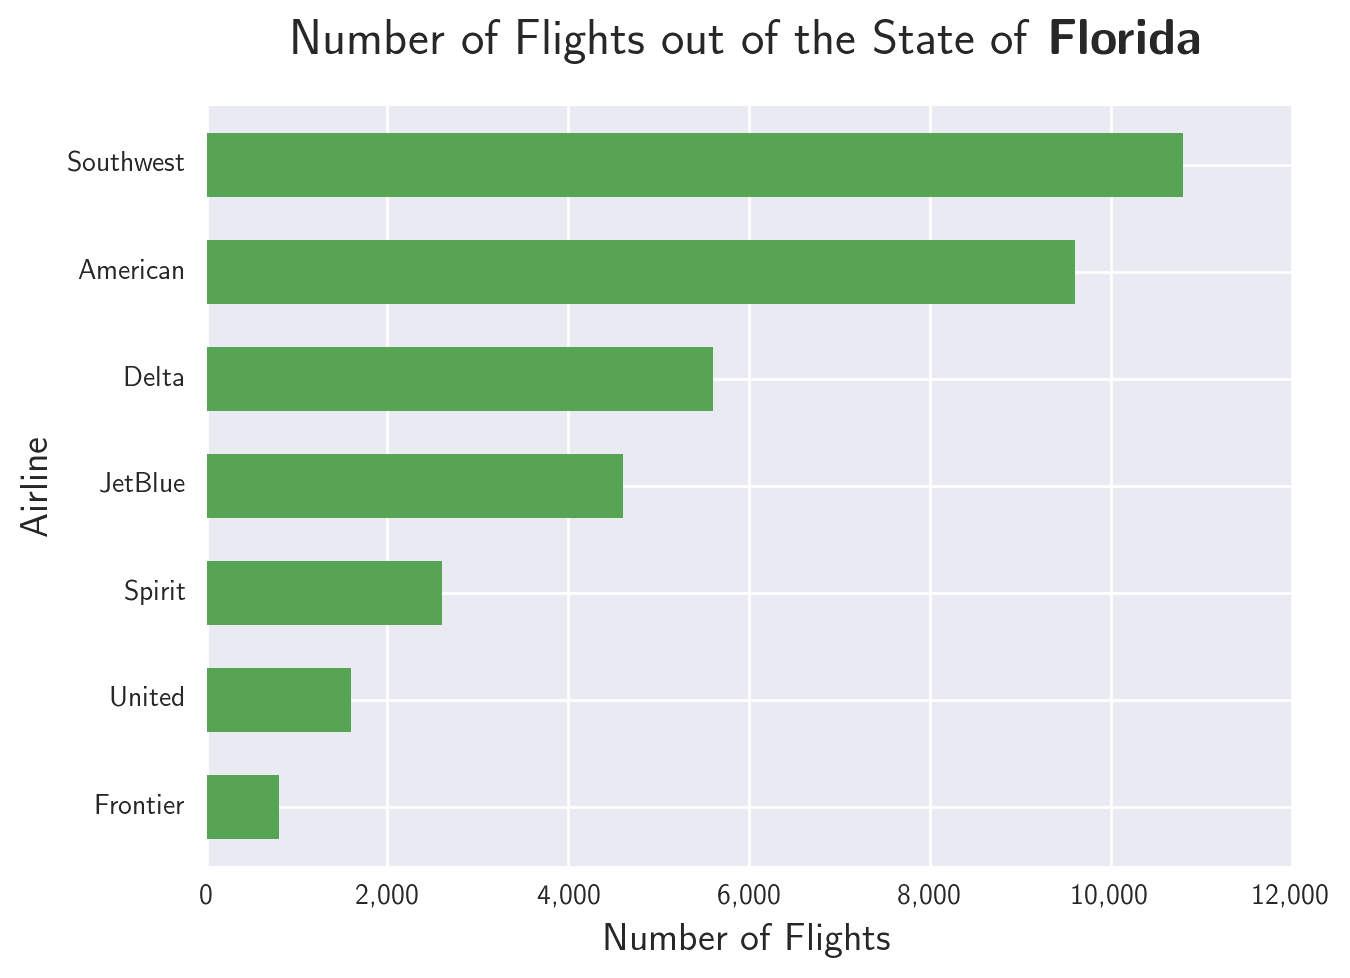 Number of Flights out of the State of Florida
Southwest
American
Delta
JetBlue
Spirit
United
Frontier
Airline
0 2,000 4,000 6,000 8,000 10,000 12,000
Number of Flights